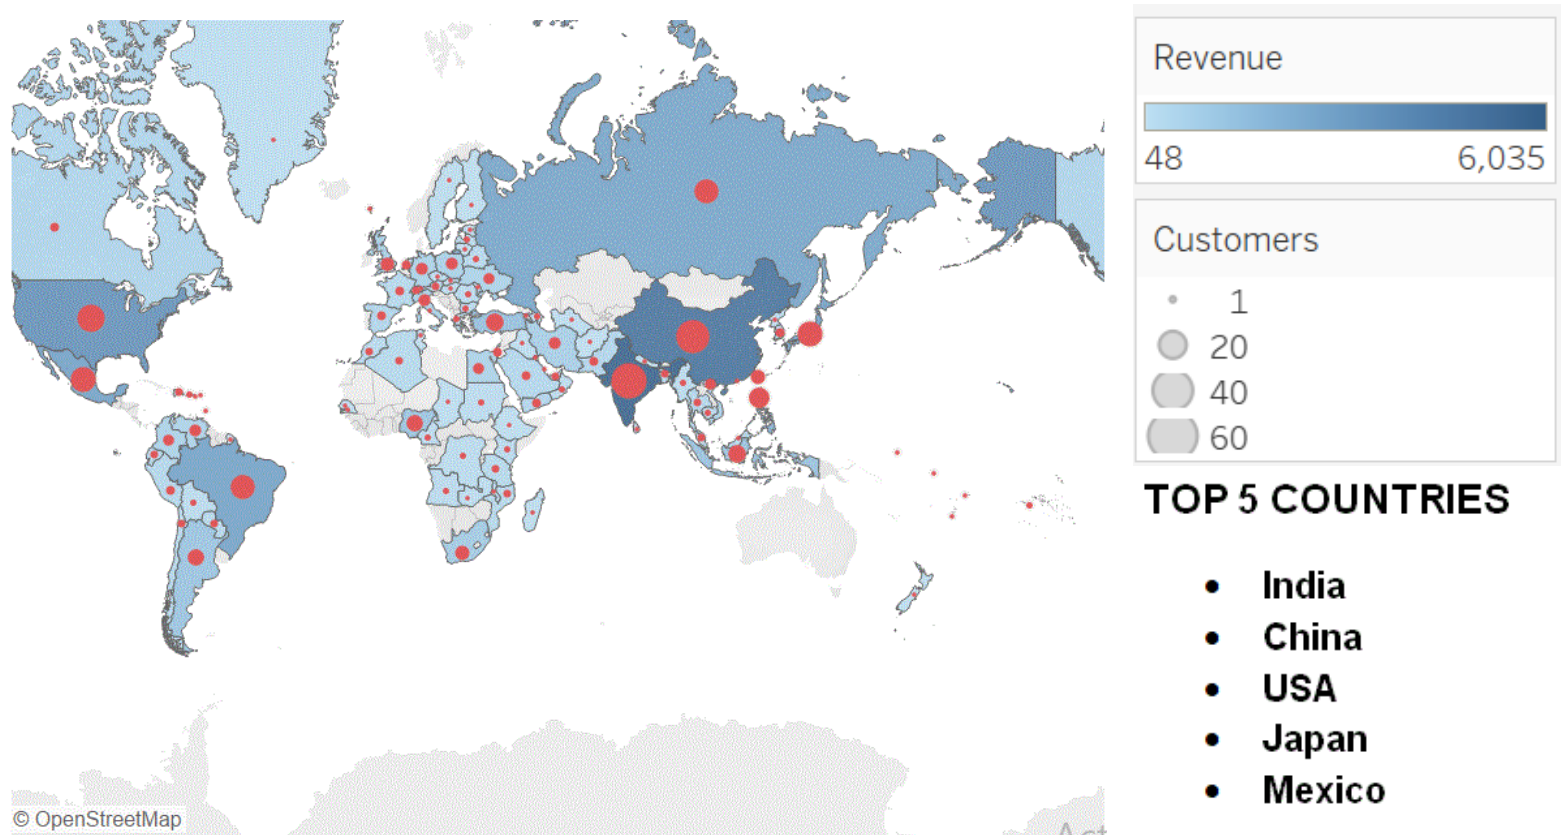 Revenue
48 6,035
Customers
1
20
40
60
TOP 5 COUNTRIES
• India
• China
• USA
• Japan
• Mexico
© OpenStreetMap